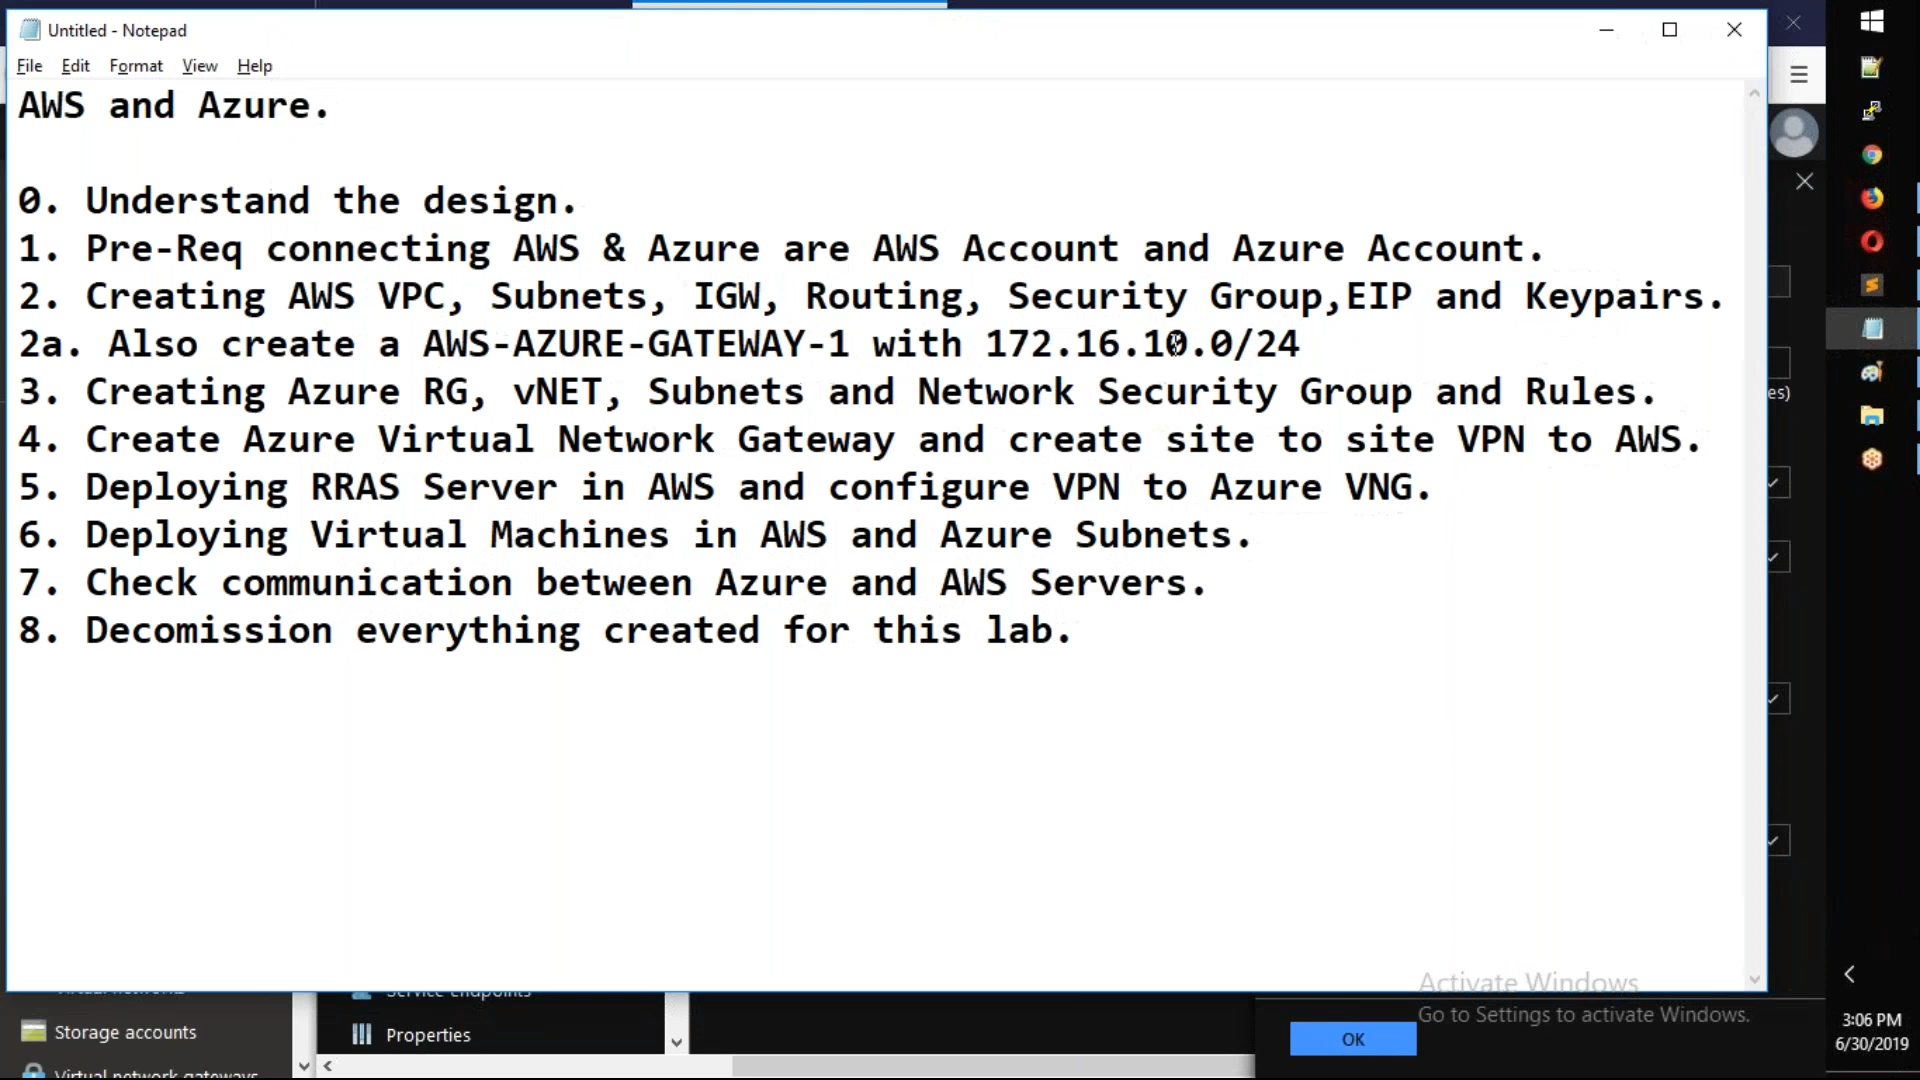 Untitled - Notepad
File Edit Format View Help
AWS and Azure.
0. Understand the design.
1. Pre-Req connecting AWS & Azure are AWS Account and Azure Account.
2. Creating AWS VPC, Subnets, IGW, Routing, Security Group,EIP and Keypairs.
2a. Also create a AWS-AZURE-GATEWAY-1 with 172.16.10.0/24
3. Creating Azure RG, vNET, Subnets and Network Security Group and Rules.
4. Create Azure Virtual Network Gateway and create site to site VPN to AWS.
5. Deploying RRAS Server in AWS and configure VPN to Azure VNG.
6. Deploying Virtual Machines in AWS and Azure Subnets.
7. Check communication between Azure and AWS Servers.
8. Decomission everything created for this lab.
es)
Activate Windows
Go to Settings to activate Windows.
Service endpoints
Storage accounts
Properties
OK
Virtual network gateways
3:06 PM
6/30/2019